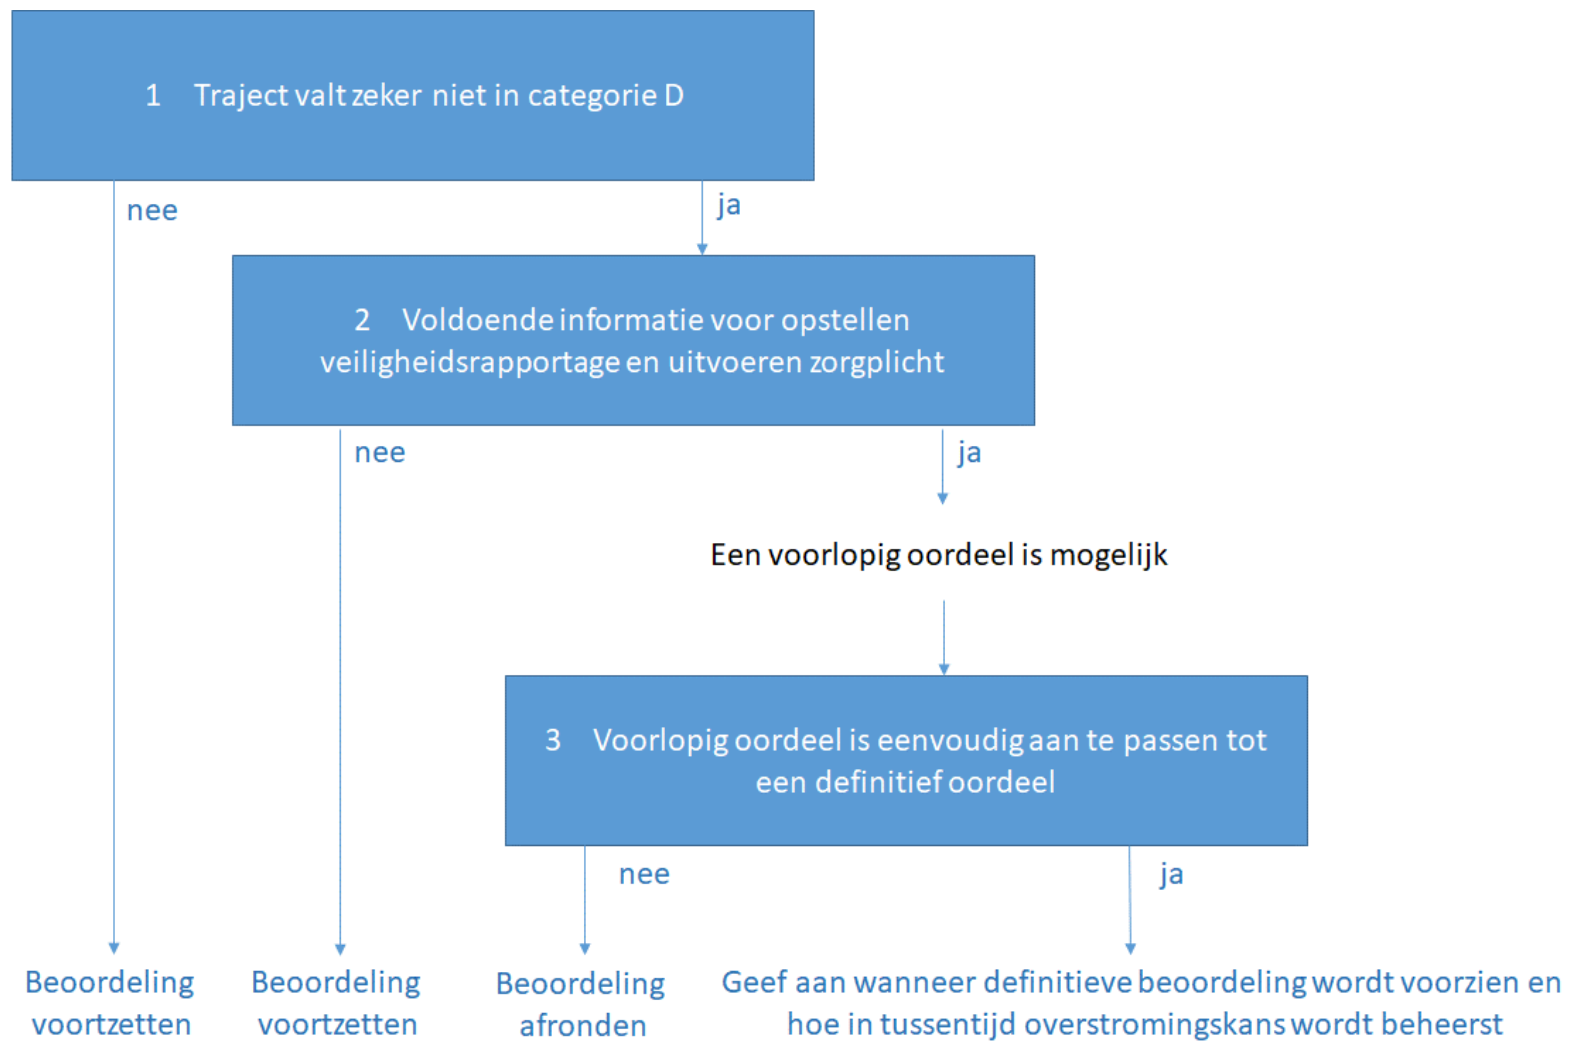 1 Traject valt zeker niet in categorie D
nee
ja
2 Voldoende informatie voor opstellen
veiligheidsrapportage en uitvoeren zorgplicht
nee
ja
Een voorlopig oordeel is mogelijk
3 Voorlopig oordeel is eenvoudig aan te passen tot
een definitief oordeel
nee
ja
Beoordeling
voortzetten
Beoordeling
voortzetten
Beoordeling
afronden
Geef aan wanneer definitieve beoordeling wordt voorzien en
hoe in tussentijd overstromingskans wordt beheerst